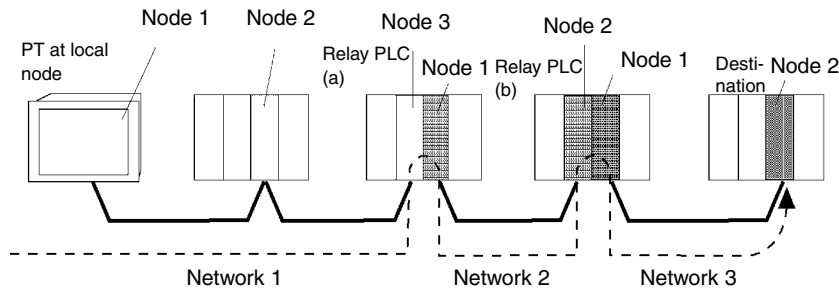 Node 1
Node 2
Node 3
Node 2
PT at local
node
Relay PLC
(a)
Node 1
Relay PLC
(b)
Node 1
Desti-
nation
Node 2
Network 1
Network 2
Network 3